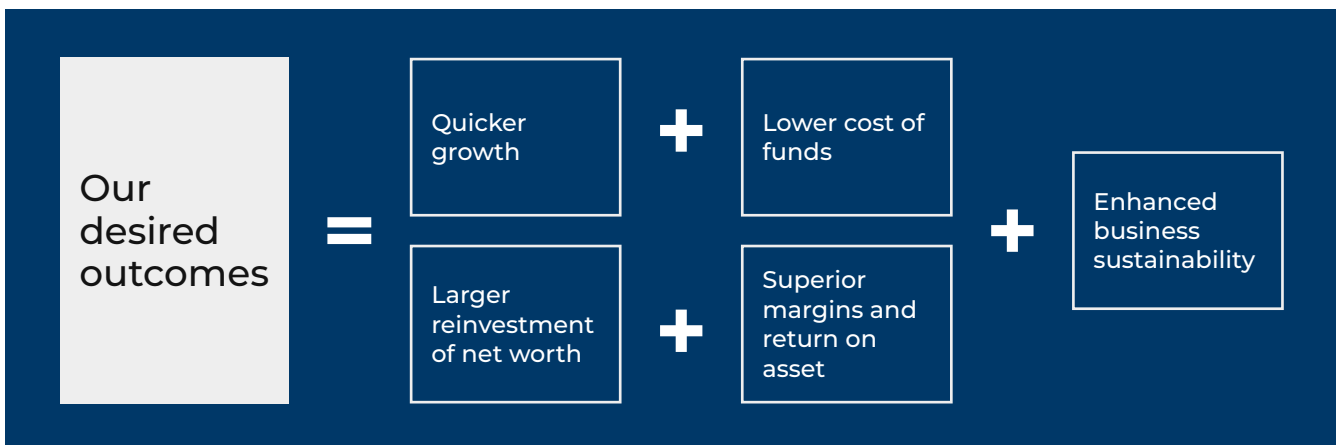 Our
desired
outcomes
=
Quicker
growth
+
Lower cost of
funds
Larger
reinvestment
of net worth
+
Superior
margins and
return on
asset
+
Enhanced
business
sustainability